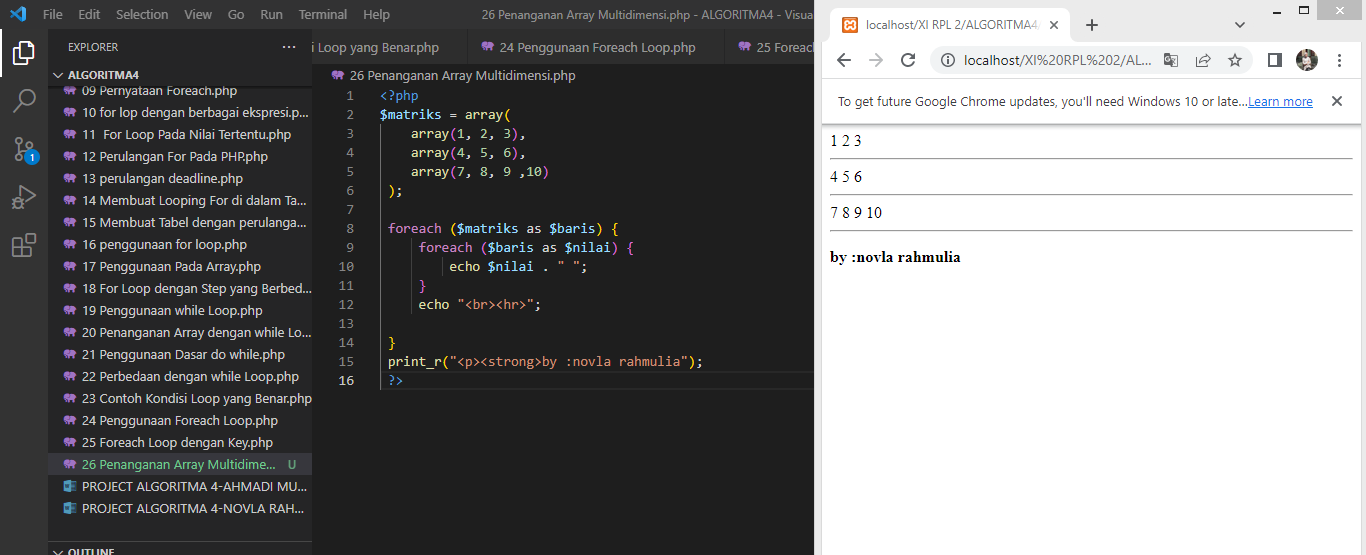 File Edit Selection View Go Run Terminal Help 26 Penanganan Array Multidimensi.php - ALGORITMA4 - Visua
EXPLORER ...
ALGORITMA4
09 Pernyataan Foreach.php
10 for lop dengan berbagai ekspresi.p...
11 For Loop Pada Nilai Tertentu.php
12 Perulangan For Pada PHP.php
13 perulangan deadline.php
14 Membuat Looping For di dalam Ta...
15 Membuat Tabel dengan perulanga...
16 penggunaan for loop.php
17 Penggunaan Pada Array.php
18 For Loop dengan Step yang Berbed...
19 Penggunaan while Loop.php
20 Penanganan Array dengan while Lo...
21 Penggunaan Dasar do while.php
22 Perbedaan dengan while Loop.php
23 Contoh Kondisi Loop yang Benar.php
24 Penggunaan Foreach Loop.php
25 Foreach Loop dengan Key.php
26 Penanganan Array Multidime... U
PROJECT ALGORITMA 4-AHMADI MU...
PROJECT ALGORITMA 4-NOVLA RAH...
OUTLINE
1
i Loop yang Benar.php 24 Penggunaan Foreach Loop.php 25 Foreac
26 Penanganan Array Multidimensi.php
1 <?php
2 $matriks = array(
3 array(1, 2, 3),
4 array(4, 5, 6),
5 array(7, 8, 9 ,10)
6 );
7
8 foreach ($matriks as $baris) {
9 foreach ($baris as $nilai) {
10 echo $nilai . " ";
11 }
12 echo "<br><hr>";
13
14 }
15 print_r("<p><strong>by :novla rahmulia");
16 ?>
localhost/XI RPL 2/ALGORITMA4/
localhost/XI%20RPL%202/AL...
To get future Google Chrome updates, you'll need Windows 10 or late... Learn more
1 2 3
4 5 6
7 8 9 10
by :novla rahmulia